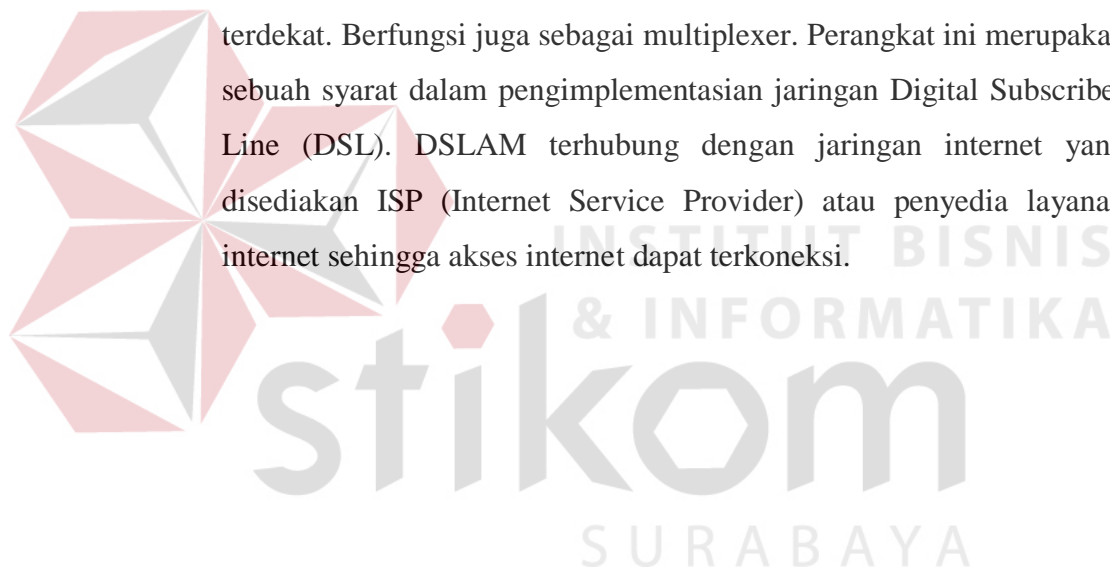 terdekat. Berfungsi juga sebagai multiplexer. Perangkat ini merupaka
sebuah syarat dalam pengimplementasian jaringan Digital Subscribe
Line (DSL). DSLAM terhubung dengan jaringan internet yan
disediakan ISP (Internet Service Provider) atau penyedia layana
internet sehingga akses internet dapat terkoneksi.
INSTITUT BISNIS
& INFORMATIKA
stikom
SURABAYA